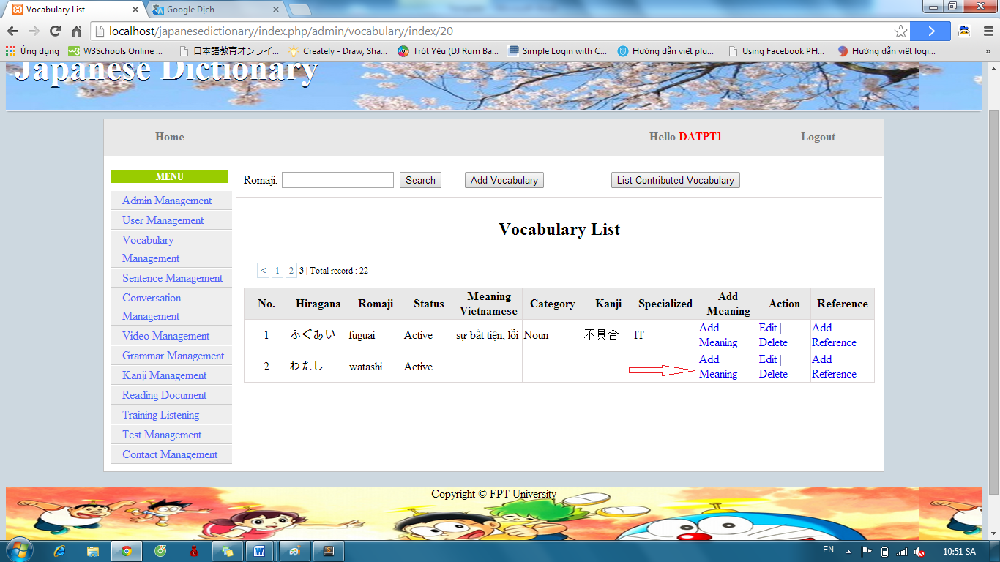 Vocabulary List
Google Dịch
localhost/japanesedictionary/index.php/admin/vocabulary/index/20
Ứng dụng W3Schools Online ... 日本語教育オンライ... Creately - Draw, Sha... Trót Yêu (DJ Rum Ba... Simple Login with C... Hướng dẫn viết plu... Using Facebook PH... Hướng dẫn viết logi... »
Japanese Dictionary
Home Hello DATPT1 Logout
MENU
Admin Management
User Management
Vocabulary
Management
Sentence Management
Conversation
Management
Video Management
Grammar Management
Kanji Management
Reading Document
Training Listening
Test Management
Contact Management
Romaji: Search Add Vocabulary List Contributed Vocabulary
Vocabulary List
< 1 2 3 | Total record : 22
No. Hiragana Romaji Status Meaning Vietnamese Category Kanji Specialized Add Meaning Action Reference
1 ふぐあい fuguai Active sự bất tiện; lỗi Noun 不具合 IT Add Meaning Edit | Delete Add Reference
2 わたし watashi Active Add Meaning Edit | Delete Add Reference
Copyright © FPT University
EN 10:51 SA